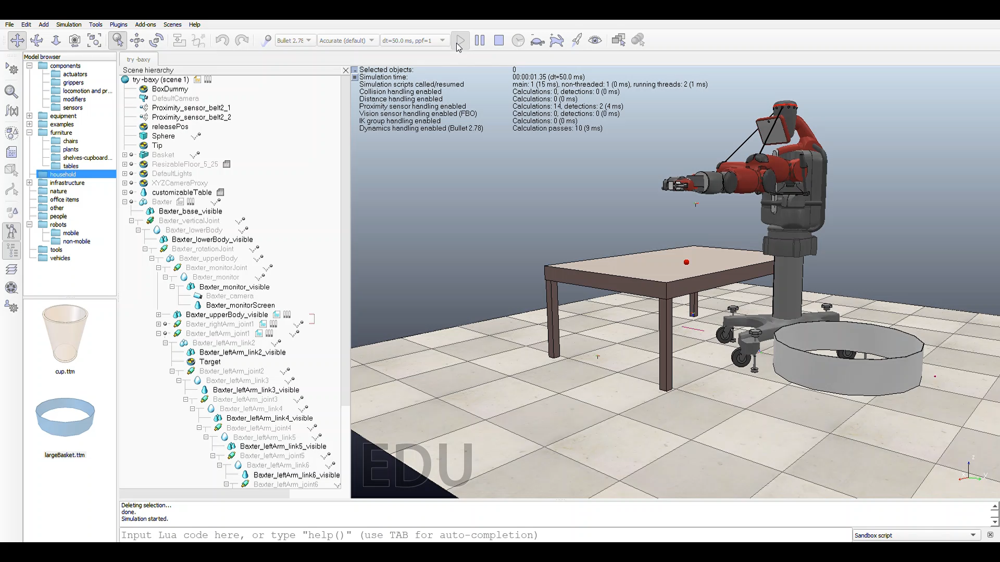 File Edit Add Simulation Tools Plugins Add-ons Scenes Help
Bullet 2.78 Accurate (default) dt=50.0 ms, ppf=1
Model browser
components
actuators
grippers
locomotion and pr...
modifiers
sensors
equipment
examples
furniture
chairs
plants
shelves-cupboard...
tables
household
infrastructure
nature
office items
other
people
robots
mobile
non-mobile
tools
vehicles
cup.ttm
largeBasket.ttm
try -baxy
Scene hierarchy
try -baxy (scene 1)
BoxDummy
DefaultCamera
Proximity_sensor_belt2_1
Proximity_sensor_belt2_2
releasePos
Sphere
Tip
Basket
ResizableFloor_5_25
DefaultLights
XYZCameraProxy
customizableTable
Baxter
Baxter_base_visible
Baxter_verticalJoint
Baxter_lowerBody
Baxter_lowerBody_visible
Baxter_rotationJoint
Baxter_upperBody
Baxter_monitorJoint
Baxter_monitor
Baxter_monitor_visible
Baxter_camera
Baxter_monitorScreen
Baxter_upperBody_visible
Baxter_rightArm_joint1
Baxter_leftArm_joint1
Baxter_leftArm_link2
Baxter_leftArm_link2_visible
Target
Baxter_leftArm_joint2
Baxter_leftArm_link3
Baxter_leftArm_link3_visible
Baxter_leftArm_joint3
Baxter_leftArm_link4
Baxter_leftArm_link4_visible
Baxter_leftArm_joint4
Baxter_leftArm_link5
Baxter_leftArm_link5_visible
Baxter_leftArm_joint5
Baxter_leftArm_link6
Baxter_leftArm_link6_visible
Baxter_leftArm_joint6
Selected objects: 0
Simulation time: 00:00:01.35 (dt=50.0 ms)
Simulation scripts called/resumed main: 1 (15 ms), non-threaded: 1 (0 ms), running threads: 2 (1 ms)
Collision handling enabled Calculations: 0, detections: 0 (0 ms)
Distance handling enabled Calculations: 0 (0 ms)
Proximity sensor handling enabled Calculations: 14, detections: 2 (4 ms)
Vision sensor handling enabled (FBO) Calculations: 0, detections: 0 (0 ms)
IK group handling enabled Calculations: 0 (0 ms)
Dynamics handling enabled (Bullet 2.78) Calculation passes: 10 (9 ms)
EDU
z
y
Deleting selection...
done.
Simulation started.
Input Lua code here, or type "help()" (use TAB for auto-completion)
Sandbox script